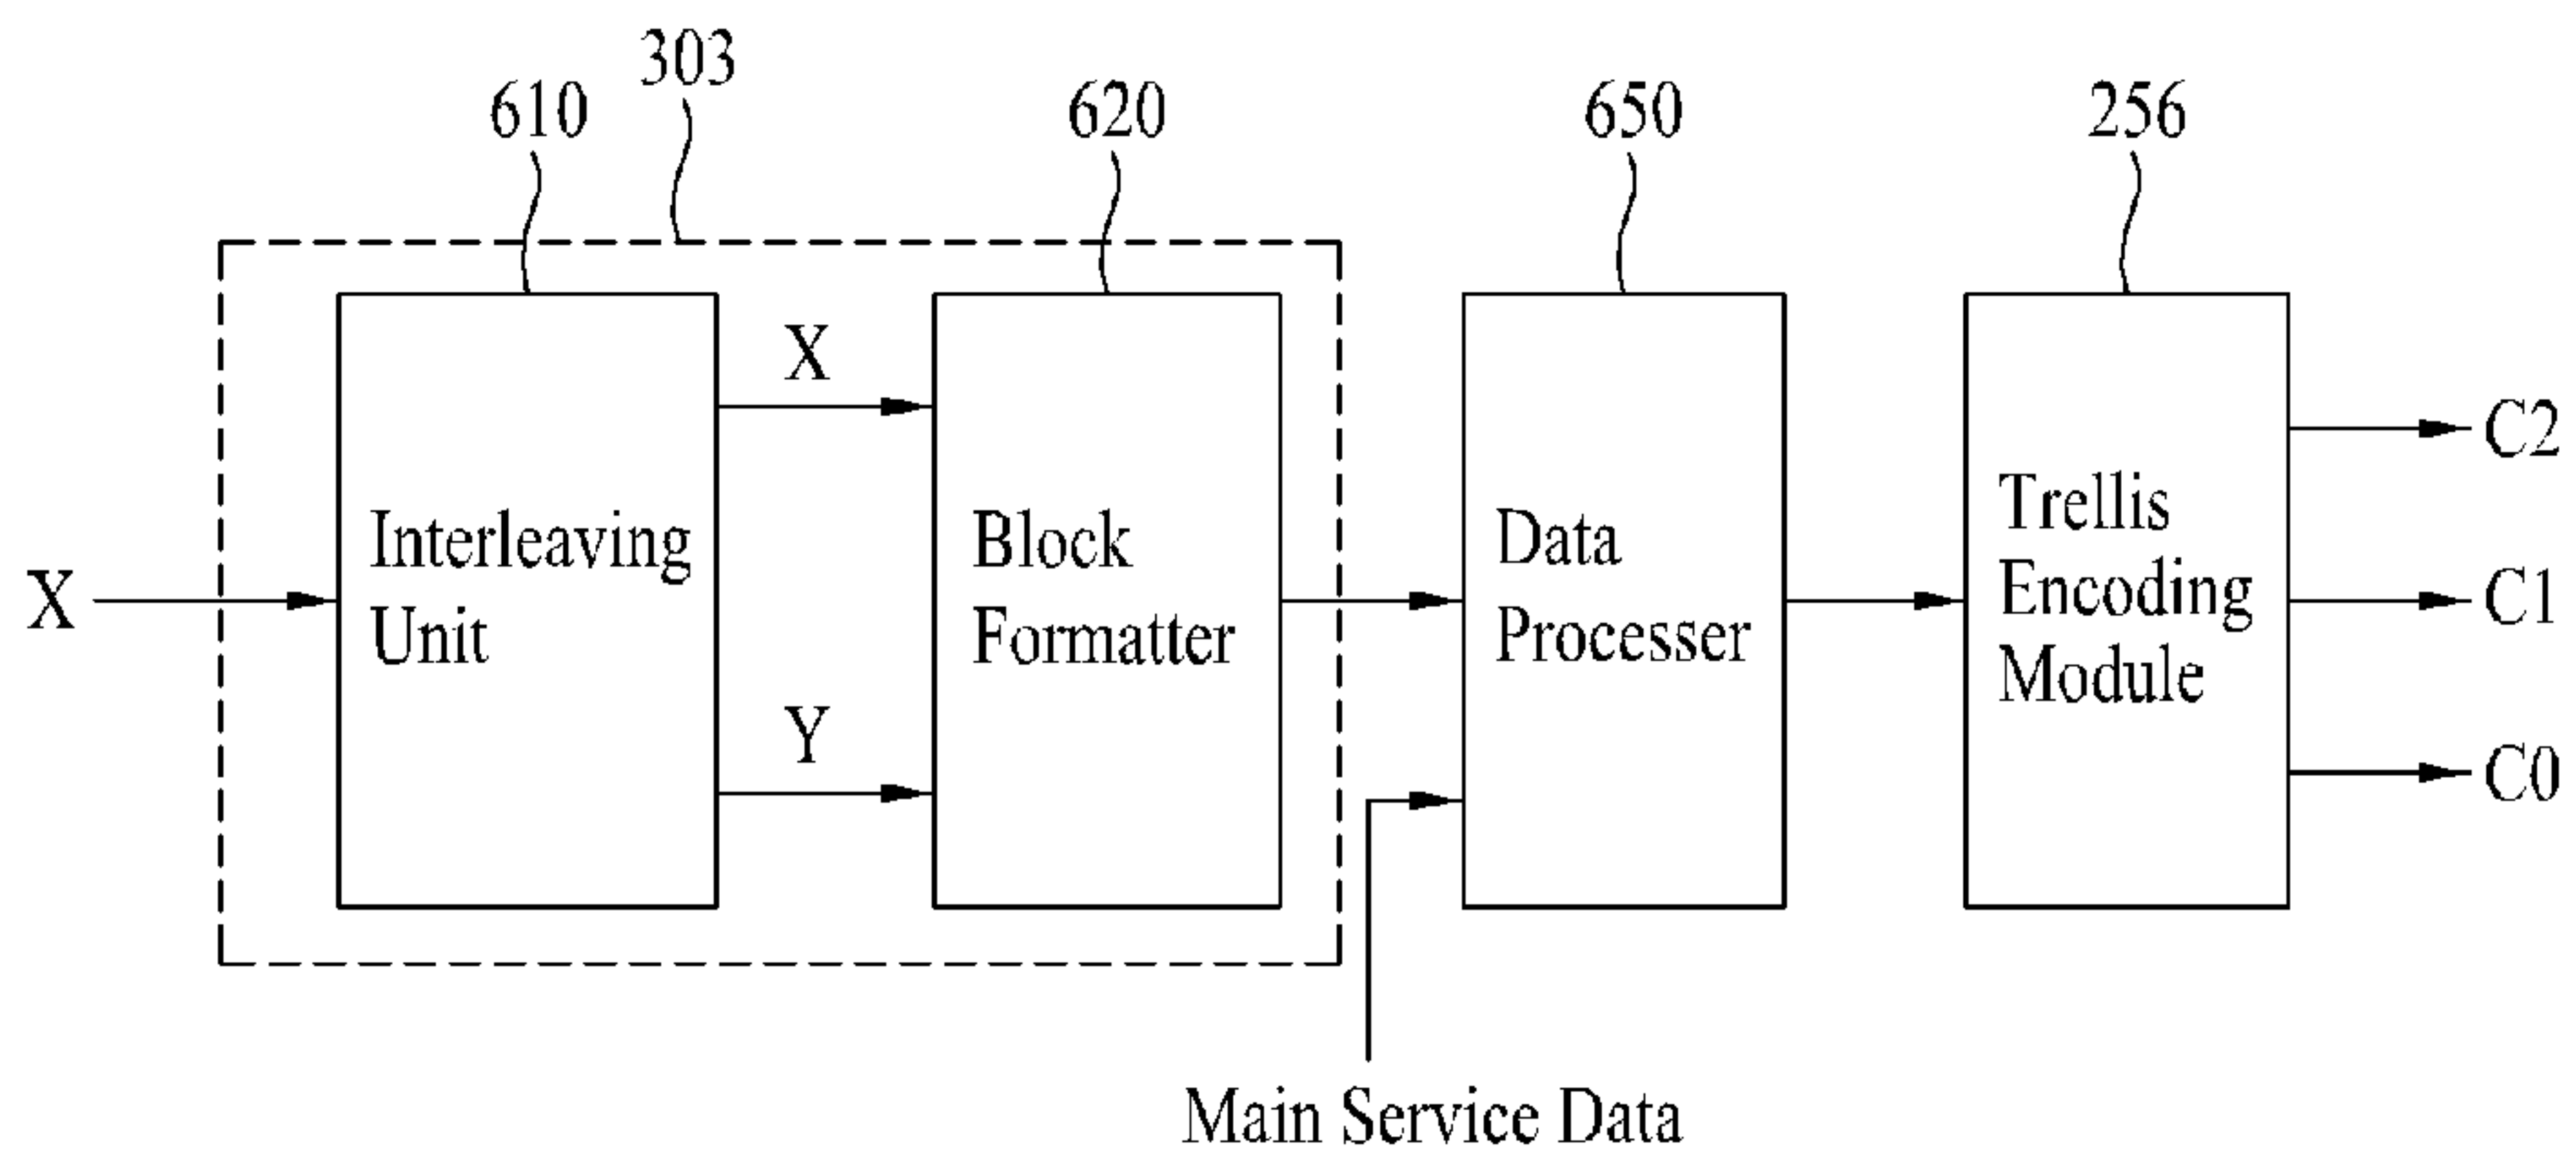 303
610
620
650
256
X
Interleaving
Unit
X
Y
Block
Formatter
Data
Processer
Trellis
Encoding
Module
C2
C1
C0
Main Service Data